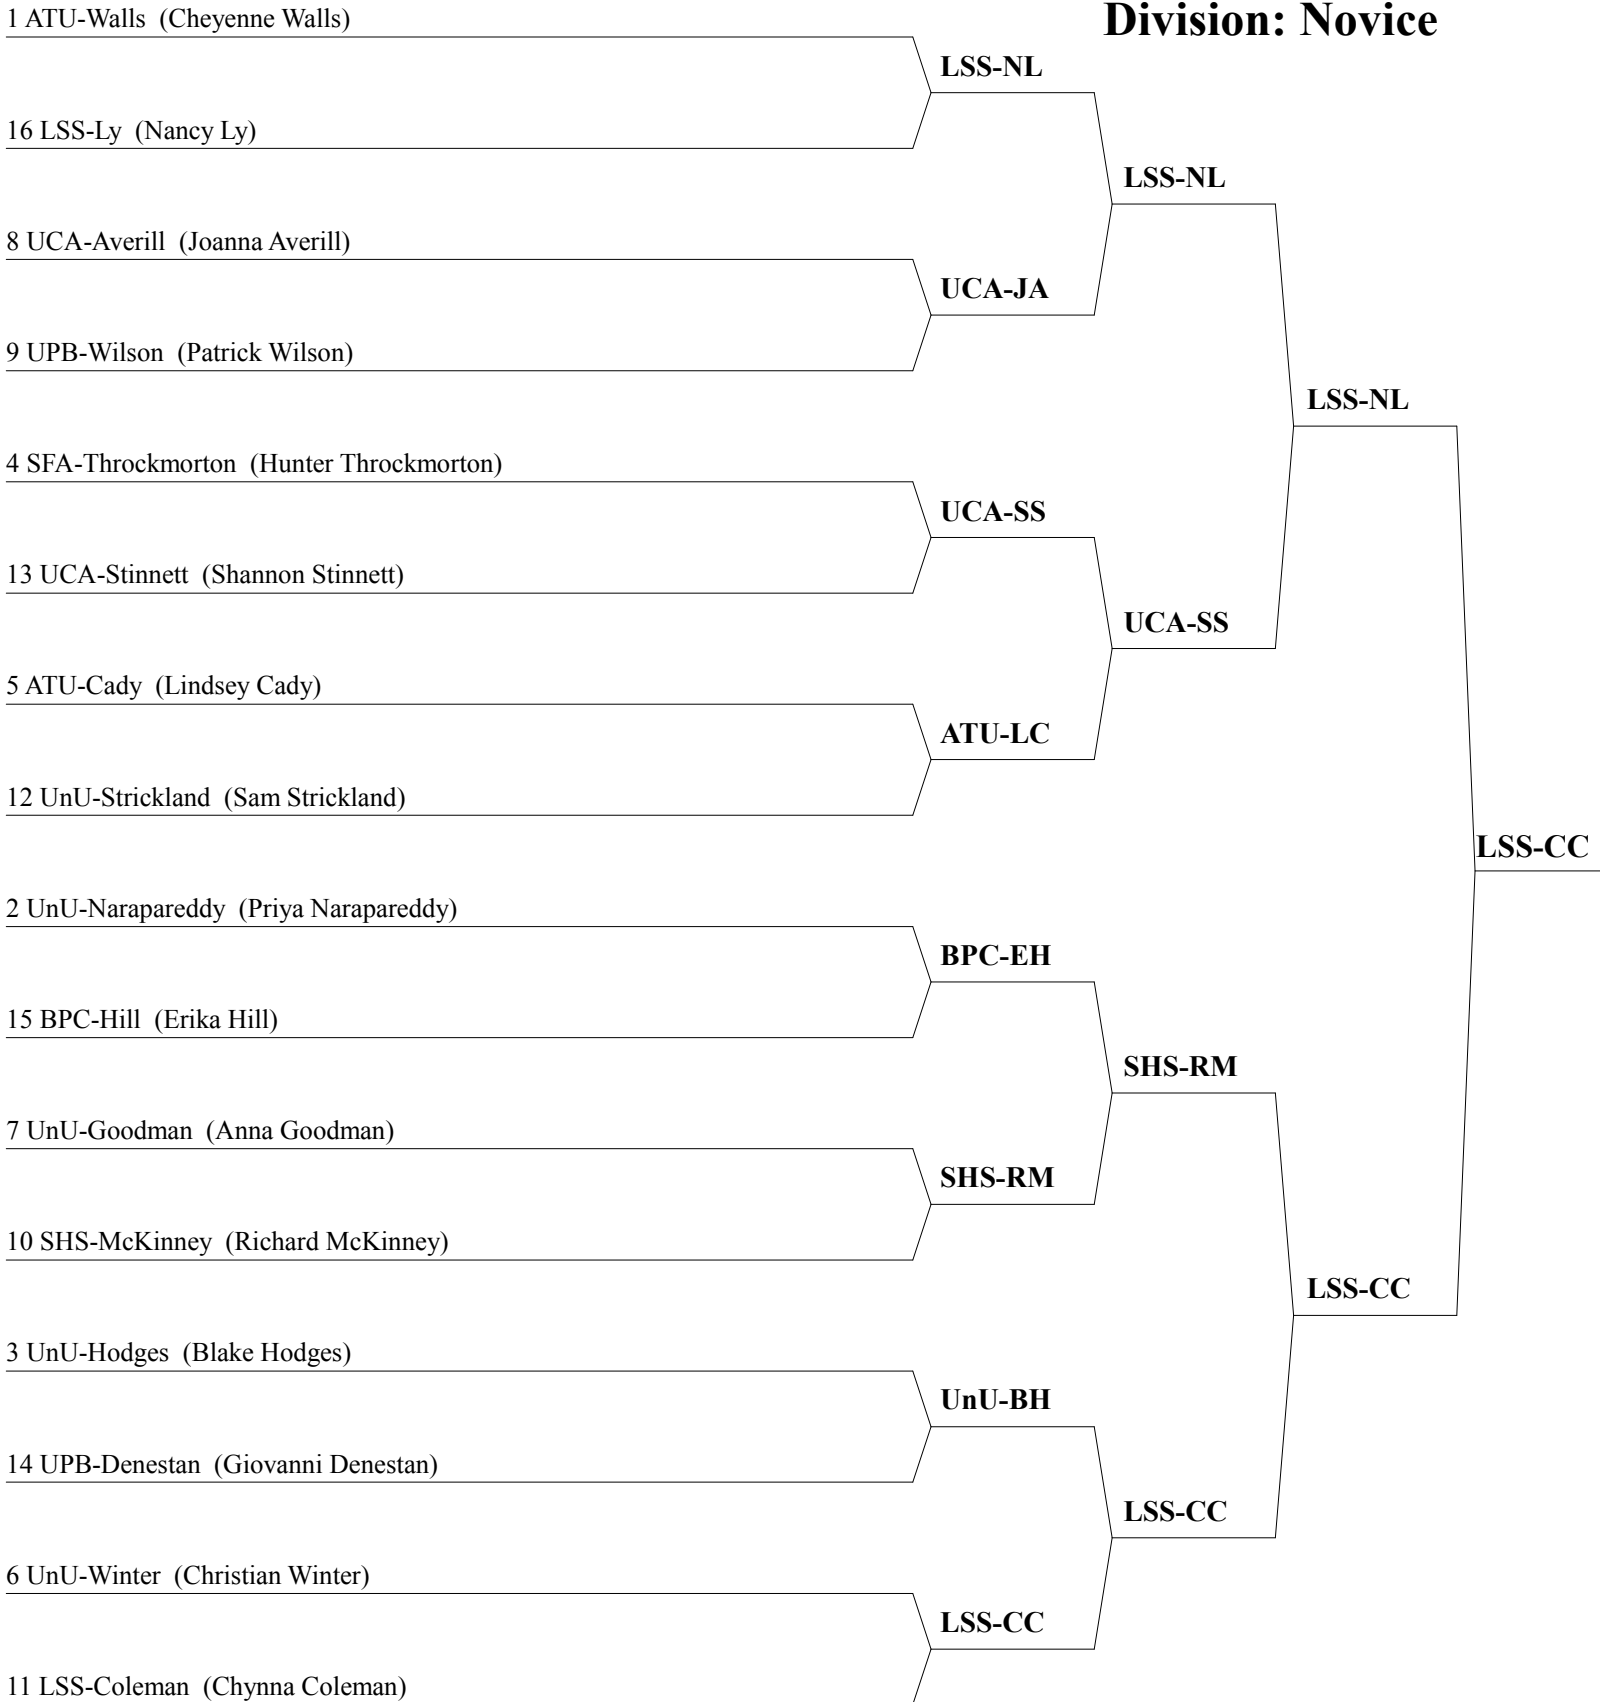 1 ATU-Walls (Cheyenne Walls)
Division: Novice
LSS-NL
16 LSS-Ly (Nancy Ly)
LSS-NL
8 UCA-Averill (Joanna Averill)
UCA-JA
9 UPB-Wilson (Patrick Wilson)
LSS-NL
4 SFA-Throckmorton (Hunter Throckmorton)
UCA-SS
13 UCA-Stinnett (Shannon Stinnett)
UCA-SS
5 ATU-Cady (Lindsey Cady)
ATU-LC
12 UnU-Strickland (Sam Strickland)
LSS-CC
2 UnU-Narapareddy (Priya Narapareddy)
BPC-EH
15 BPC-Hill (Erika Hill)
SHS-RM
7 UnU-Goodman (Anna Goodman)
SHS-RM
10 SHS-McKinney (Richard McKinney)
LSS-CC
3 UnU-Hodges (Blake Hodges)
UnU-BH
14 UPB-Denestan (Giovanni Denestan)
LSS-CC
6 UnU-Winter (Christian Winter)
LSS-CC
11 LSS-Coleman (Chynna Coleman)